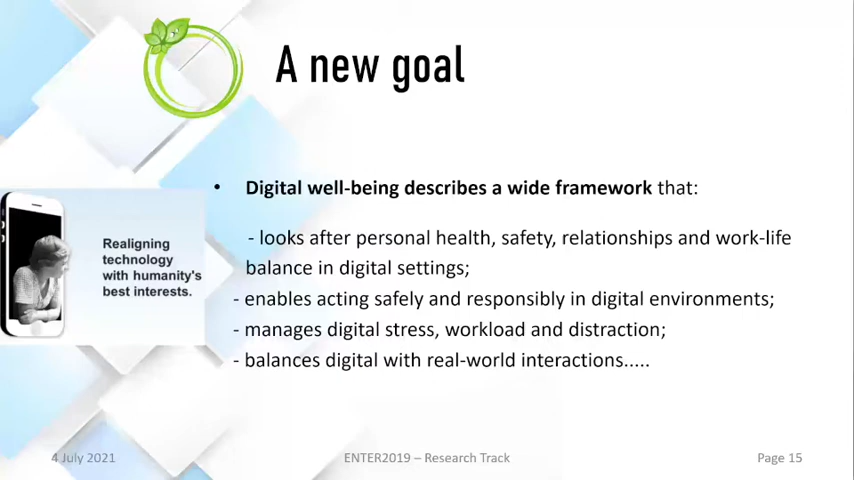 A new goal
• Digital well-being describes a wide framework that:
- looks after personal health, safety, relationships and work-life
balance in digital settings;
- enables acting safely and responsibly in digital environments;
- manages digital stress, workload and distraction;
- balances digital with real-world interactions.....
Realigning
technology
with humanity's
best interests.
4 July 2021
ENTER2019 – Research Track
Page 15